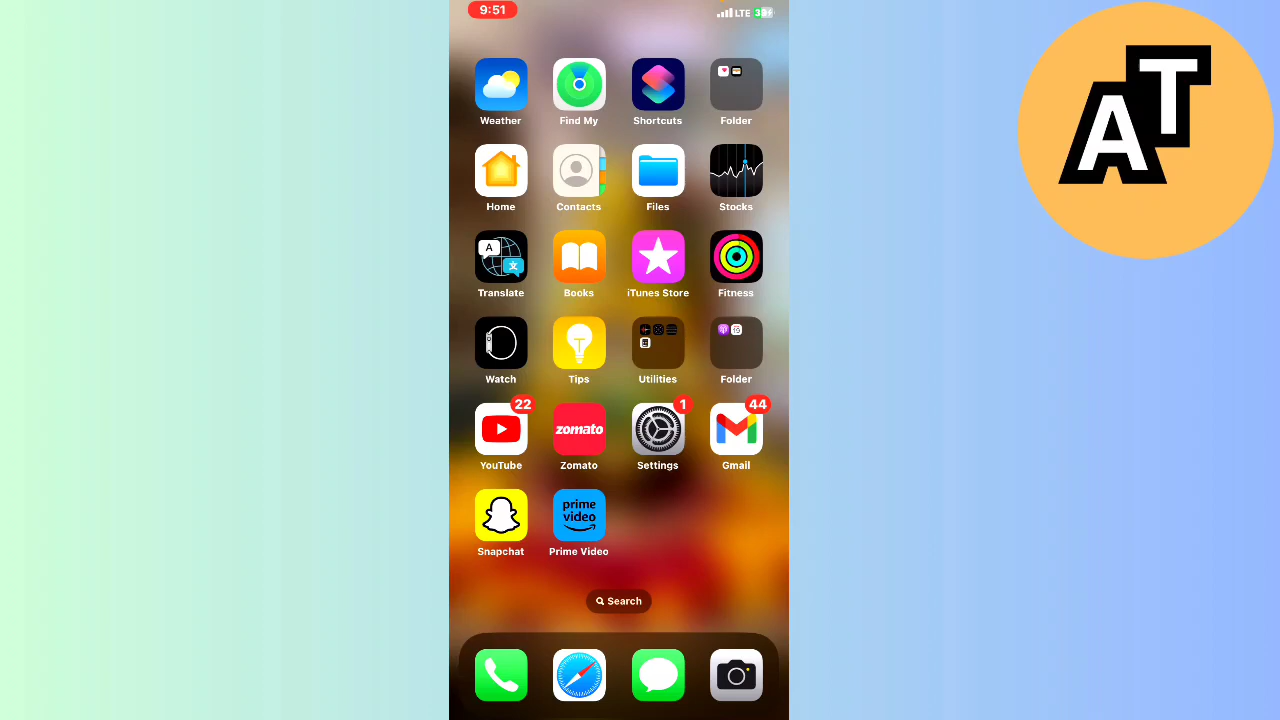 9:51 LTE
AT
Weather Find My Shortcuts Folder
Home Contacts Files Stocks
A 文
Translate Books iTunes Store Fitness
Watch Tips Utilities Folder
22 1 44
zomato
YouTube Zomato Settings Gmail
prime video
Snapchat Prime Video
Search